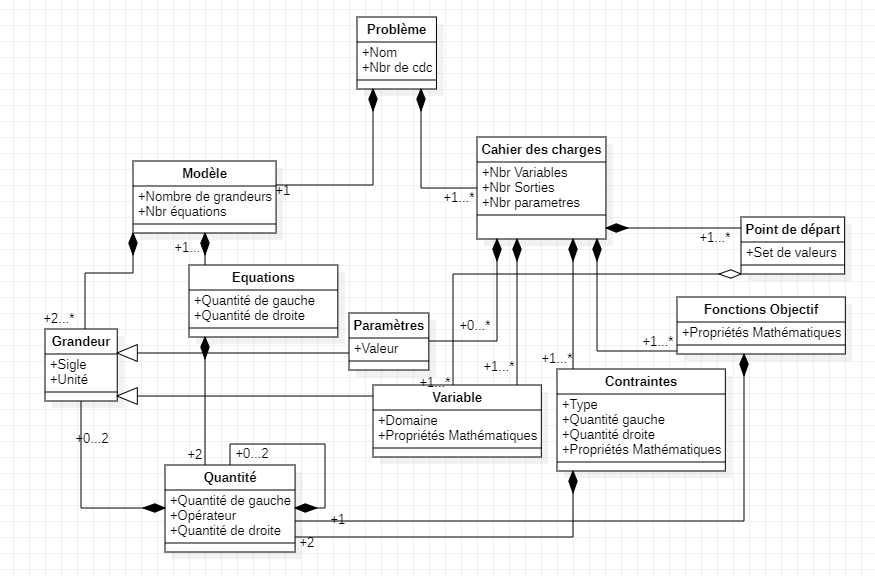 Problème
+Nom
+Nbr de cdc
Cahier des charges
+Nbr Variables
+Nbr Sorties
+Nbr parametres
Modèle
+Nombre de grandeurs
+Nbr équations
+1
+1...*
+1...*
Point de départ
+Set de valeurs
+1...
Equations
+Quantité de gauche
+Quantité de droite
+2...*
Grandeur
+Sigle
+Unité
Paramètres
+Valeur
+0...*
Fonctions Objectif
+Propriétés Mathématiques
+1...*
+1...*
+1...*
+1...*
Variable
+Domaine
+Propriétés Mathématiques
Contraintes
+Type
+Quantité gauche
+Quantité droite
+Propriétés Mathématiques
+0...2
+2
+0...2
Quantité
+Quantité de gauche
+Opérateur
+Quantité de droite
+1
+2